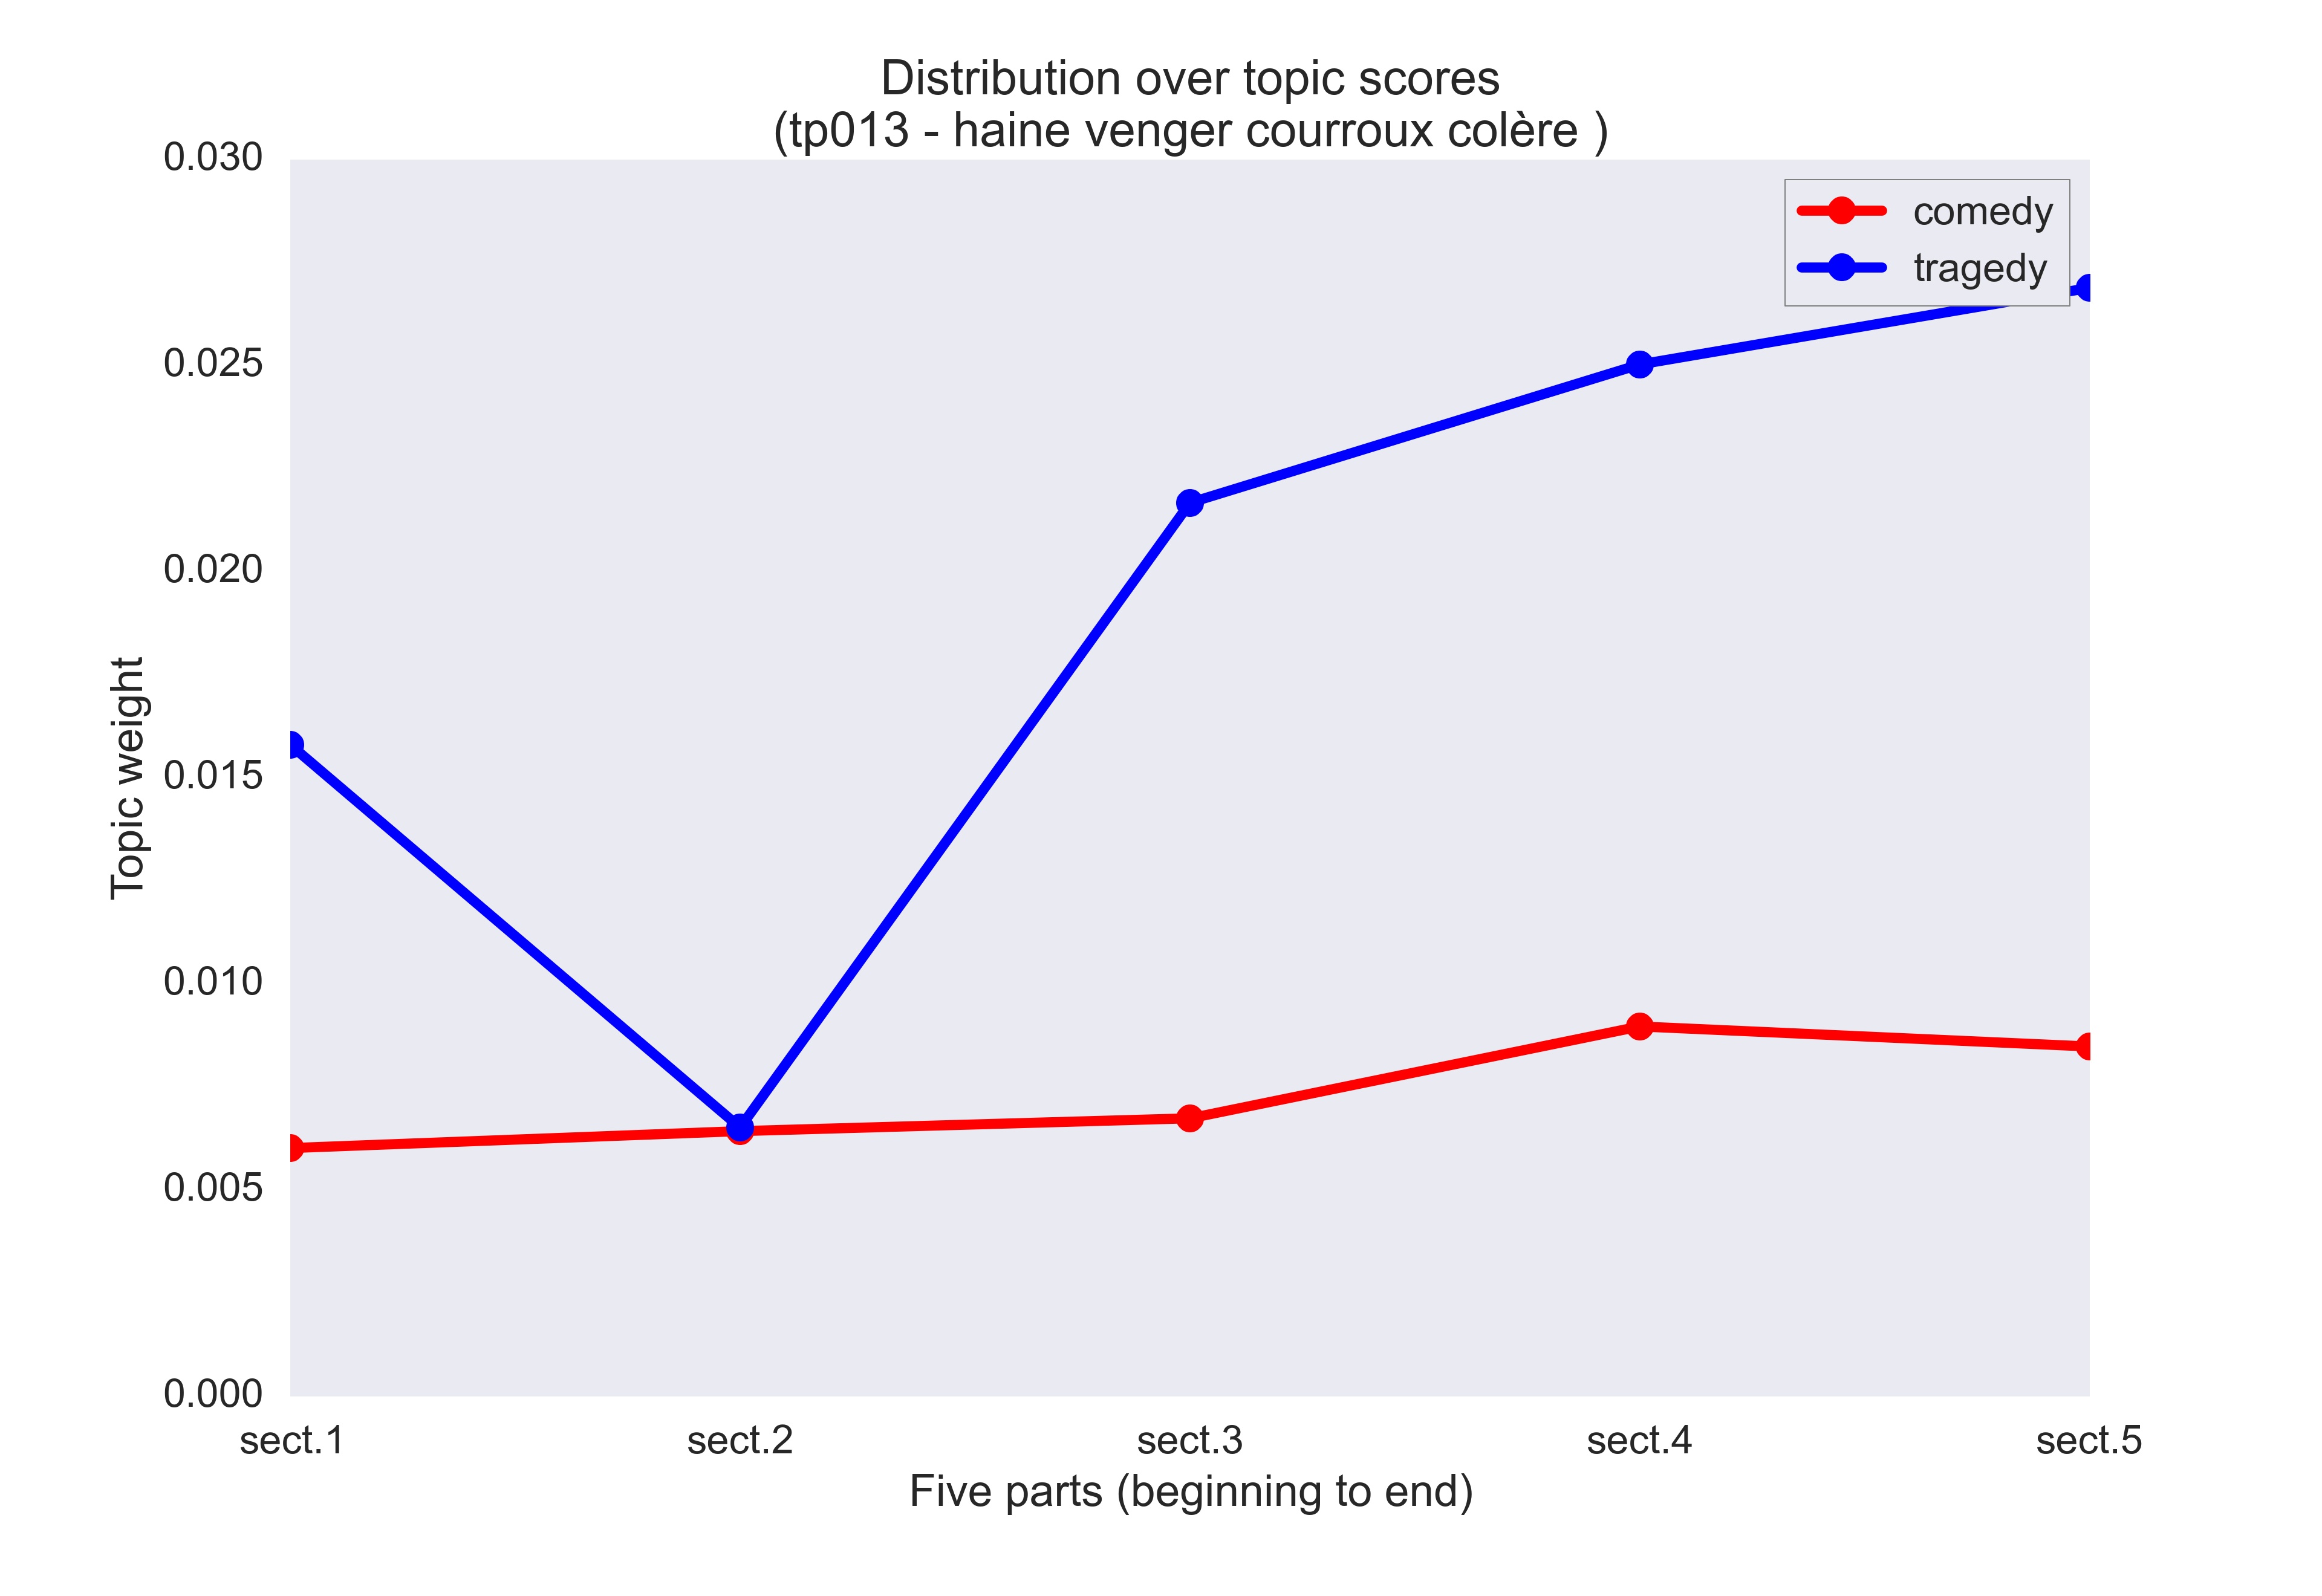 Distribution over topic scores
(tp013 - haine venger courroux colère )
0.030
0.025
0.020
0.015
0.010
0.005
0.000
Topic weight
comedy
tragedy
sect.1
sect.2
sect.3
sect.4
sect.5
Five parts (beginning to end)